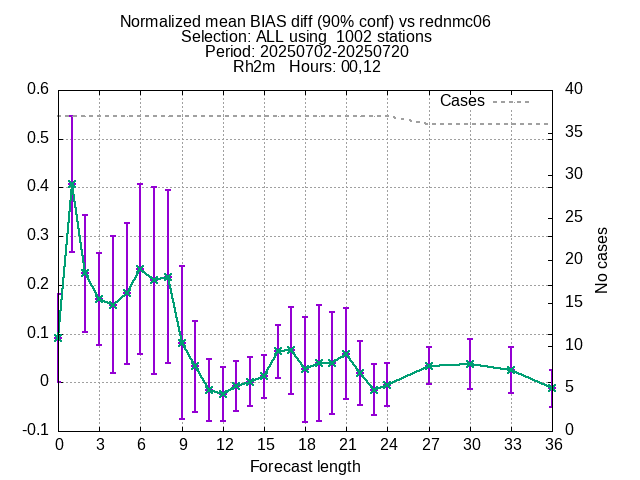 Normalized mean BIAS diff (90% conf) vs rednmc06
Selection: ALL using  1002 stations
Period: 20250702-20250720
Rh2m   Hours: 00,12
0.6
0.5
0.4
0.3
0.2
0.1
0
-0.1
Cases
40
35
30
25
20
15
10
5
0
No cases
0 3 6 9 12 15 18 21 24 27 30 33 36
Forecast length